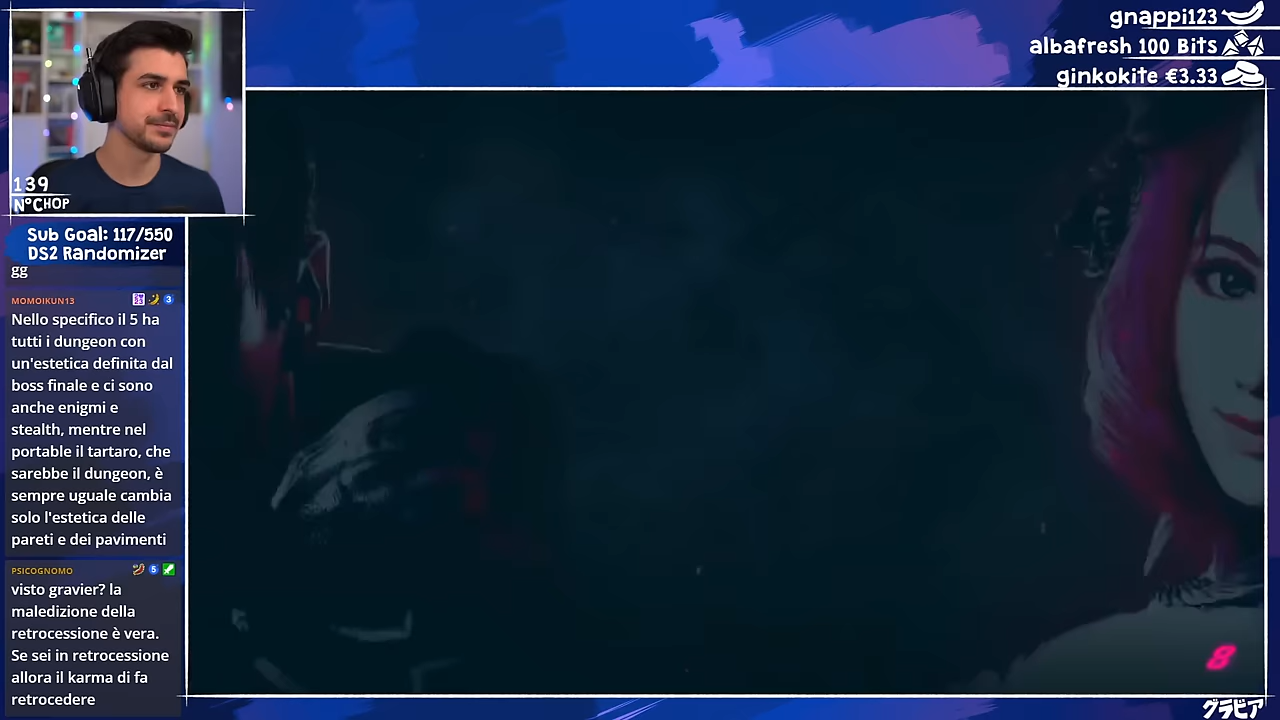 gnappi123
albafresh 100 Bits
ginkokite €3.33
139
N°CHOP
Sub Goal: 117/550
DS2 Randomizer
gg
MOMOIKUN13
3
Nello specifico il 5 ha
tutti i dungeon con
un'estetica definita dal
boss finale e ci sono
anche enigmi e
stealth, mentre nel
portable il tartaro, che
sarebbe il dungeon, è
sempre uguale cambia
solo l'estetica delle
pareti e dei pavimenti
PSICOGNOMO
5
visto gravier? la
maledizione della
retrocessione è vera.
Se sei in retrocessione
allora il karma di fa
retrocedere
8
グラビア